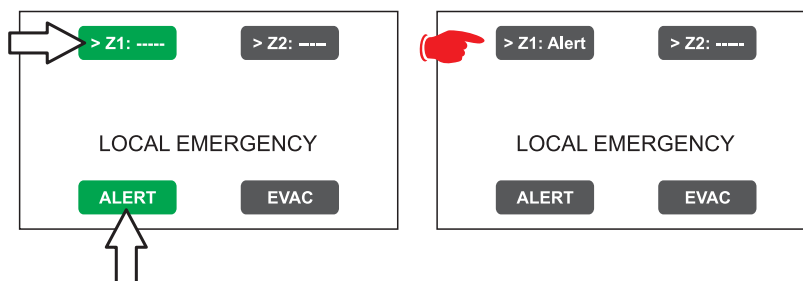 > Z1: ----- > Z2: -----
LOCAL EMERGENCY
ALERT EVAC
> Z1: Alert > Z2: -----
LOCAL EMERGENCY
ALERT EVAC